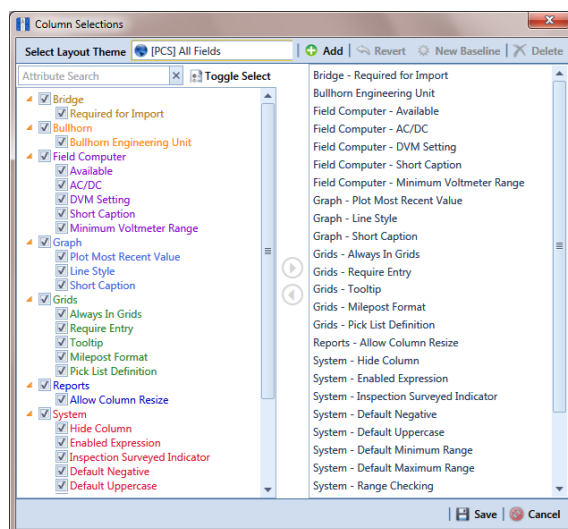 Column Selections
Select Layout Theme [PCS] All Fields Add Revert New Baseline Delete
Attribute Search Toggle Select
Bridge
Required for Import
Bullhorn
Bullhorn Engineering Unit
Field Computer
Available
AC/DC
DVM Setting
Short Caption
Minimum Voltmeter Range
Graph
Plot Most Recent Value
Line Style
Short Caption
Grids
Always In Grids
Require Entry
Tooltip
Milepost Format
Pick List Definition
Reports
Allow Column Resize
System
Hide Column
Enabled Expression
Inspection Surveyed Indicator
Default Negative
Default Uppercase
Bridge - Required for Import
Bullhorn Engineering Unit
Field Computer - Available
Field Computer - AC/DC
Field Computer - DVM Setting
Field Computer - Short Caption
Field Computer - Minimum Voltmeter Range
Graph - Plot Most Recent Value
Graph - Line Style
Graph - Short Caption
Grids - Always In Grids
Grids - Require Entry
Grids - Tooltip
Grids - Milepost Format
Grids - Pick List Definition
Reports - Allow Column Resize
System - Hide Column
System - Enabled Expression
System - Inspection Surveyed Indicator
System - Default Negative
System - Default Uppercase
System - Default Minimum Range
System - Default Maximum Range
System - Range Checking
Save Cancel